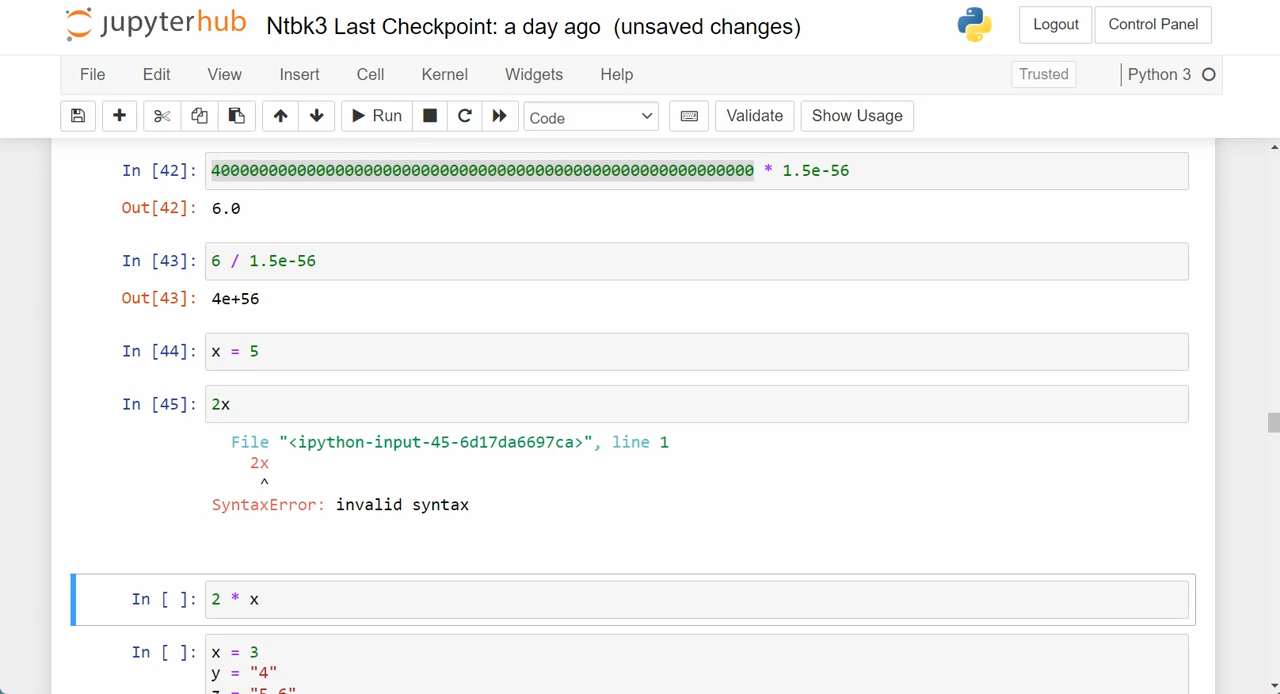 jupyterhub Ntbk3 Last Checkpoint: a day ago (unsaved changes) Logout Control Panel
File Edit View Insert Cell Kernel Widgets Help Trusted Python 3
Run Code Validate Show Usage
In [42]: 400000000000000000000000000000000000000000000000000000000 * 1.5e-56
Out[42]: 6.0
In [43]: 6 / 1.5e-56
Out[43]: 4e+56
In [44]: x = 5
In [45]: 2x
File "<ipython-input-45-6d17da6697ca>", line 1
2x
^
SyntaxError: invalid syntax
In [ ]: 2 * x
In [ ]: x = 3
y = "4"
z = "5.6"